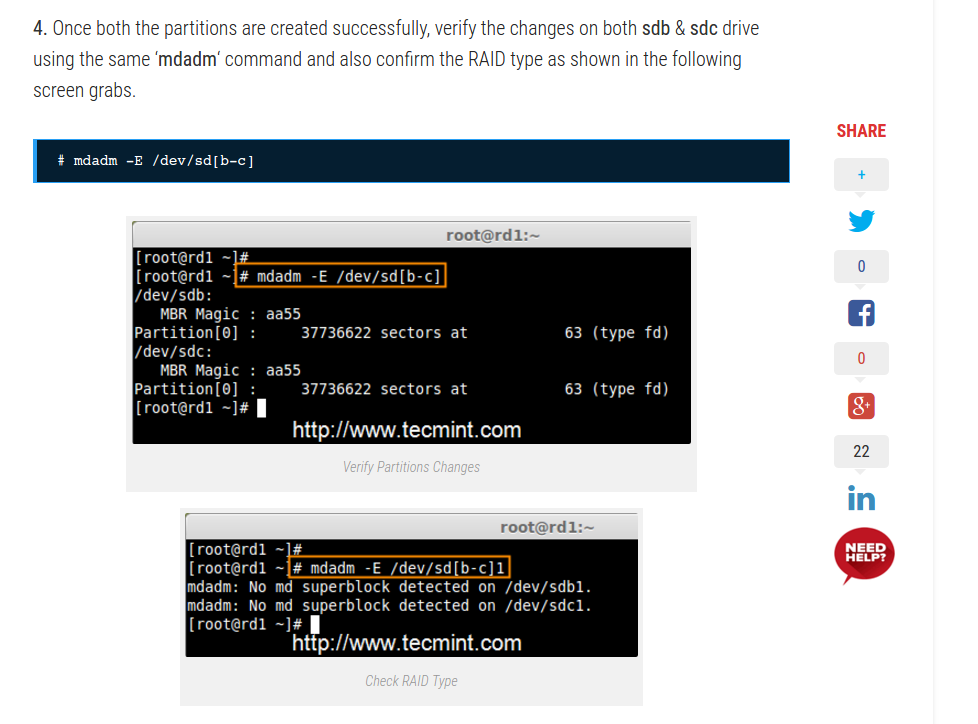 4. Once both the partitions are created successfully, verify the changes on both sdb & sdc drive
using the same ‘mdadm‘ command and also confirm the RAID type as shown in the following
screen grabs.
# mdadm -E /dev/sd[b-c]
root@rd1:~
[root@rd1 ~]#
[root@rd1 ~]# mdadm -E /dev/sd[b-c]
/dev/sdb:
MBR Magic : aa55
Partition[0] : 37736622 sectors at 63 (type fd)
/dev/sdc:
MBR Magic : aa55
Partition[0] : 37736622 sectors at 63 (type fd)
[root@rd1 ~]#
http://www.tecmint.com
Verify Partitions Changes
root@rd1:~
[root@rd1 ~]#
[root@rd1 ~]# mdadm -E /dev/sd[b-c]1
mdadm: No md superblock detected on /dev/sdb1.
mdadm: No md superblock detected on /dev/sdc1.
[root@rd1 ~]#
http://www.tecmint.com
Check RAID Type
SHARE
+
0
f
0
g+
22
in
NEED
HELP?